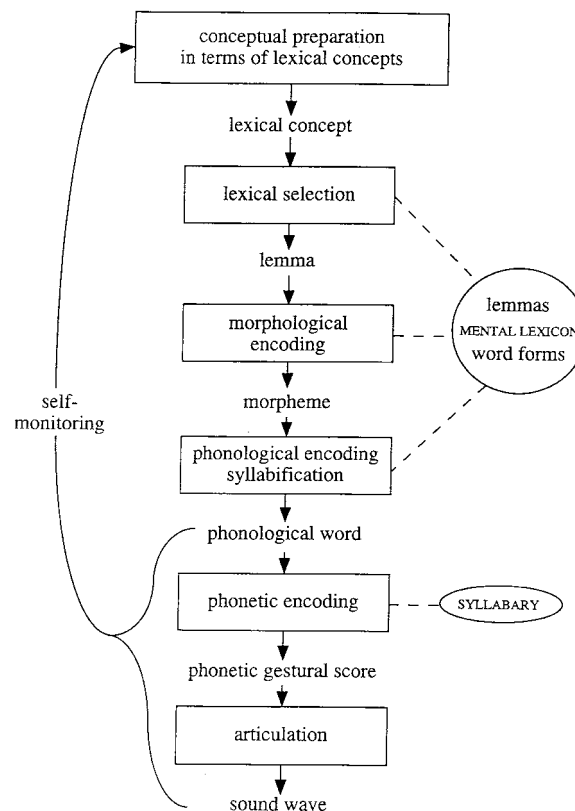 conceptual preparation
in terms of lexical concepts
lexical concept
lexical selection
lemma
lemmas
MENTAL LEXICON
word forms
morphological
encoding
morpheme
self-
monitoring
phonological encoding
syllabification
phonological word
phonetic encoding
SYLLABARY
phonetic gestural score
articulation
sound wave